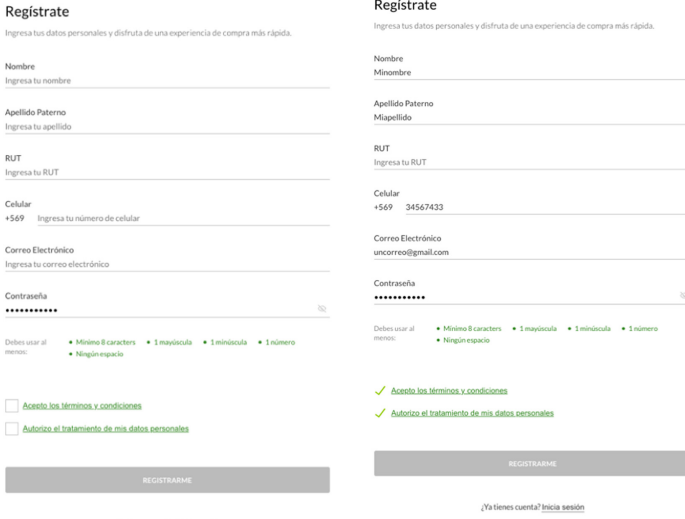 Regístrate
Ingresa tus datos personales y disfruta de una experiencia de compra más rápida.
Nombre
Ingresa tu nombre
Apellido Paterno
Ingresa tu apellido
RUT
Ingresa tu RUT
Celular
+569 Ingresa tu número de celular
Correo Electrónico
Ingresa tu correo electrónico
Contraseña
•••••••••••
Debes usar al menos:
• Mínimo 8 caracters • 1 mayúscula • 1 minúscula • 1 número
• Ningún espacio
Acepto los términos y condiciones
Autorizo el tratamiento de mis datos personales
REGISTRARME
Regístrate
Ingresa tus datos personales y disfruta de una experiencia de compra más rápida.
Nombre
Minombre
Apellido Paterno
Miapellido
RUT
Ingresa tu RUT
Celular
+569 34567433
Correo Electrónico
uncorreo@gmail.com
Contraseña
•••••••••••
Debes usar al menos:
• Mínimo 8 caracters • 1 mayúscula • 1 minúscula • 1 número
• Ningún espacio
Acepto los términos y condiciones
Autorizo el tratamiento de mis datos personales
REGISTRARME
¿Ya tienes cuenta? Inicia sesión